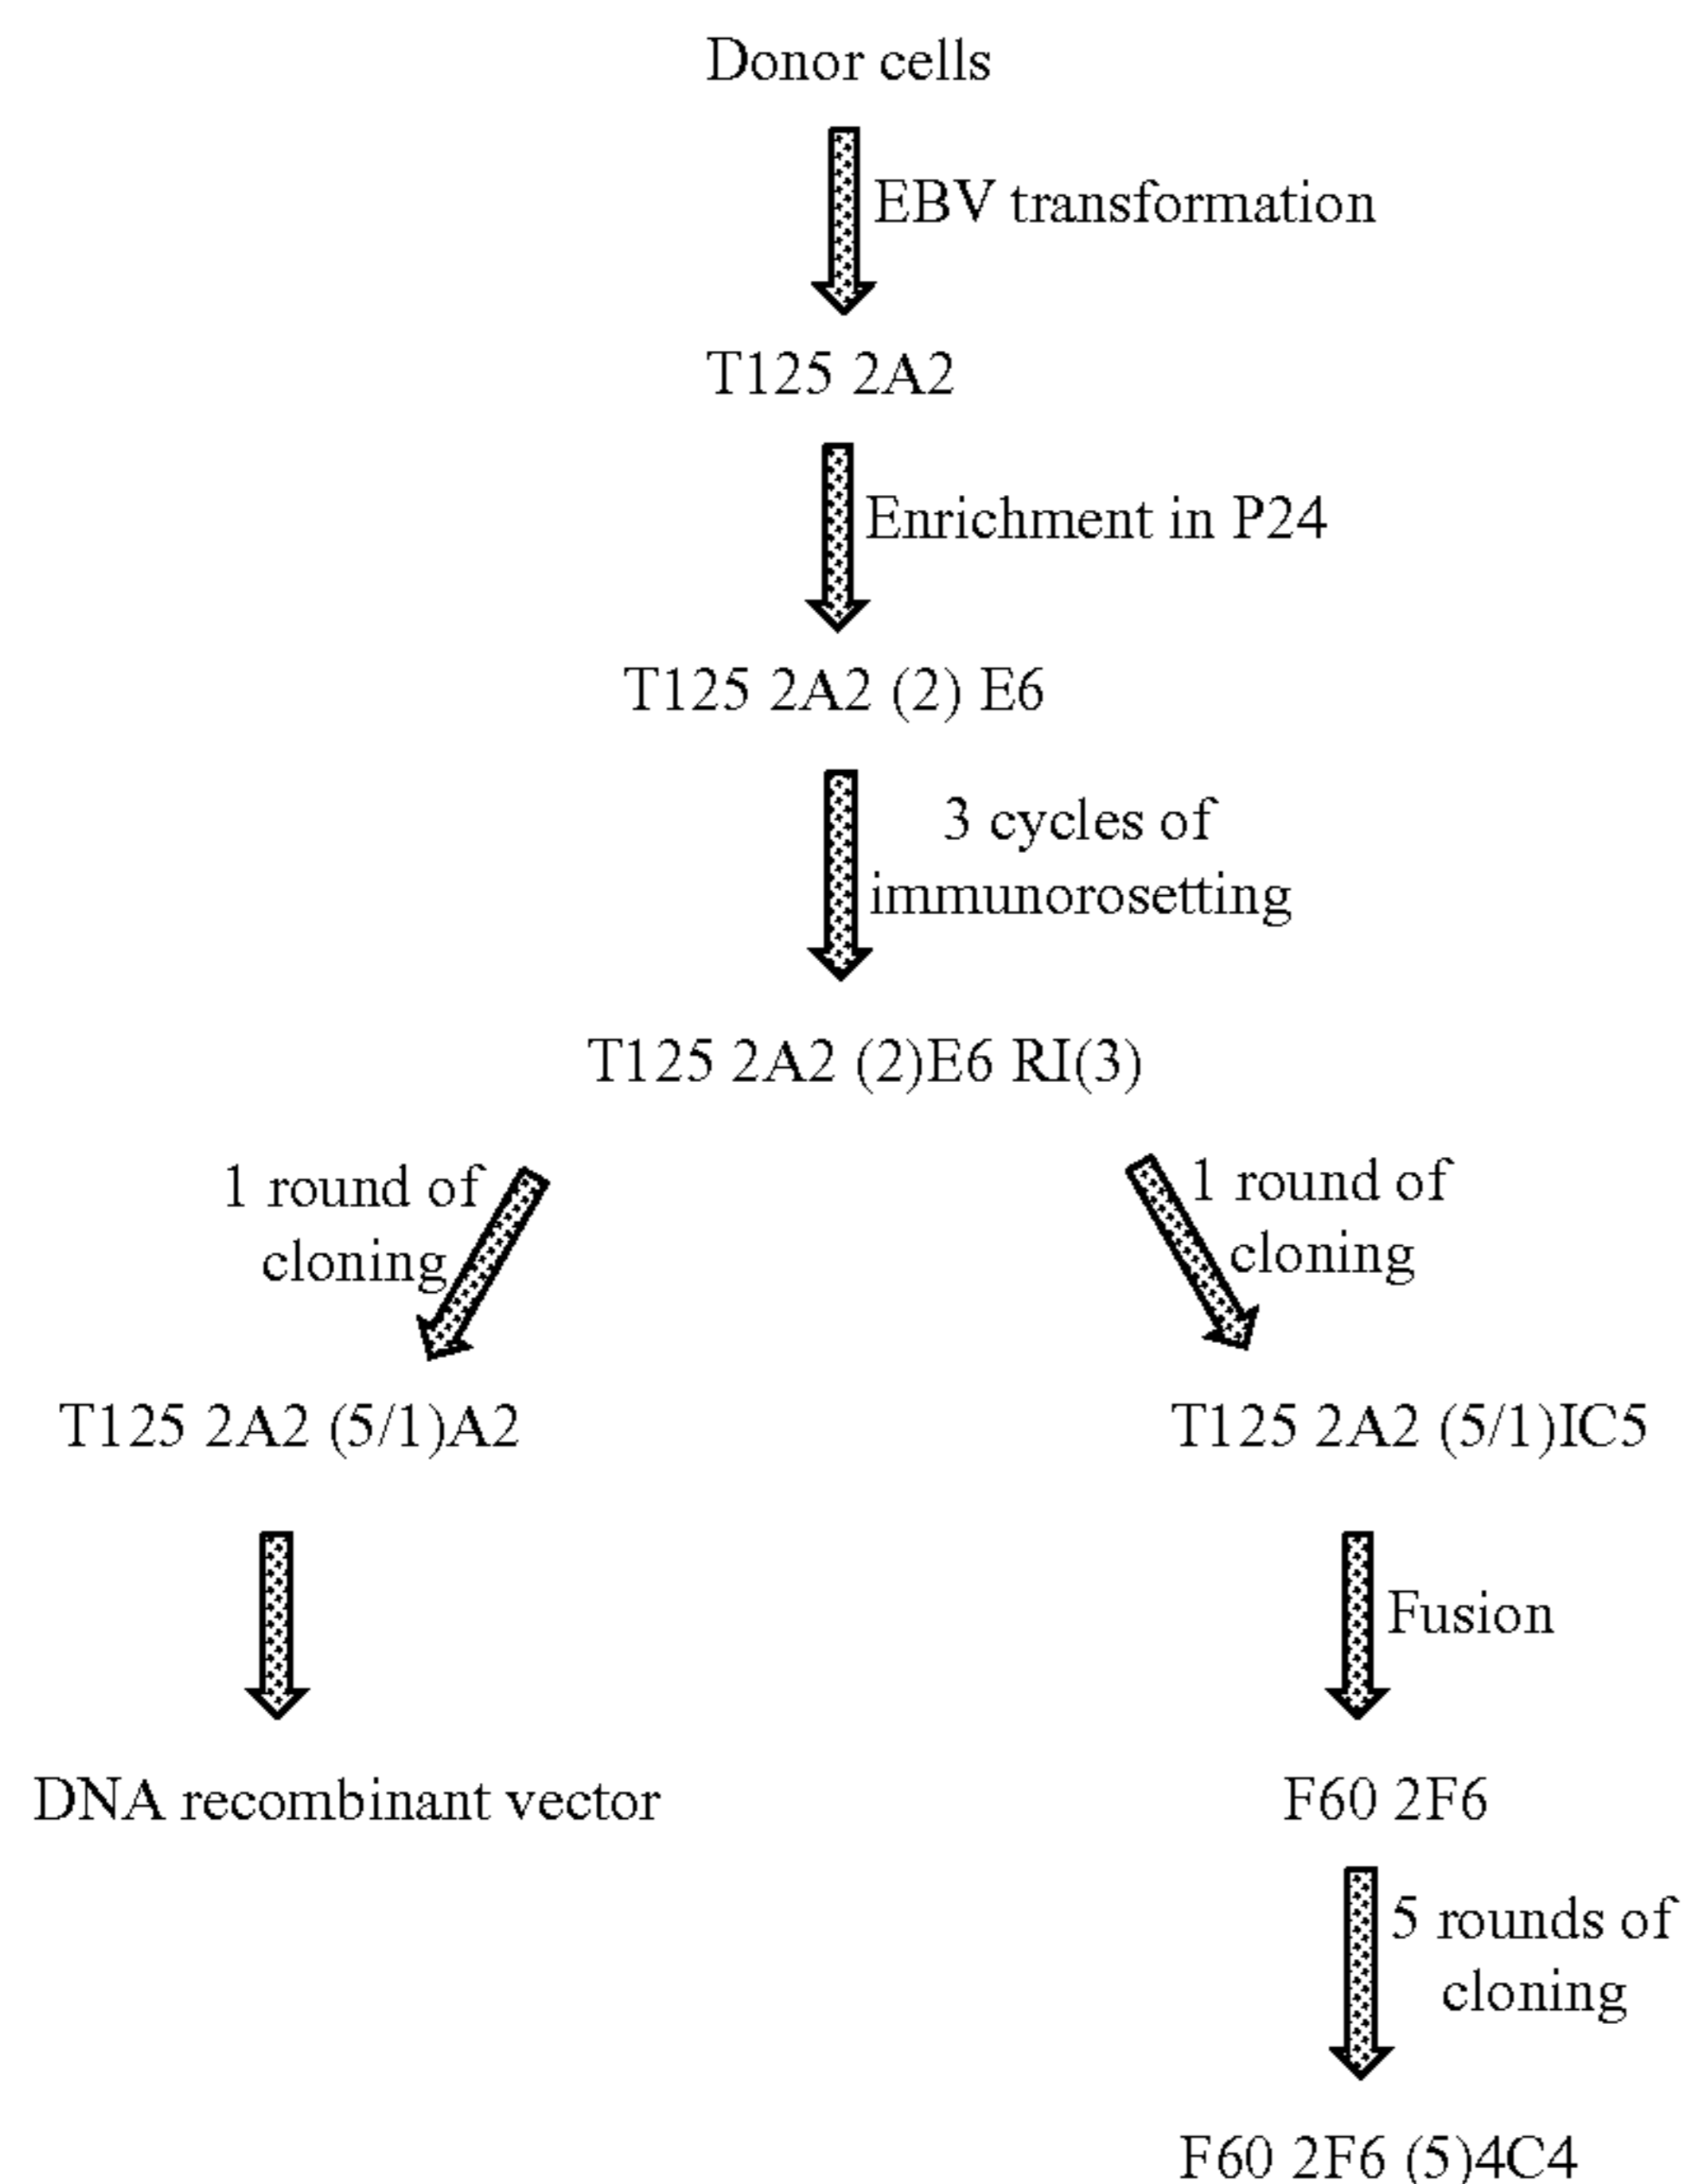 Donor cells
EBV transformation
T125 2A2
Enrichment in P24
T125 2A2 (2) E6
3 cycles of
immunorosetting
T125 2A2 (2)E6 RI(3)
1 round of
cloning
1 round of
cloning
T125 2A2 (5/1)A2
T125 2A2 (5/1)IC5
Fusion
DNA recombinant vector
F60 2F6
5 rounds of
cloning
F60 2F6 (5)4C4